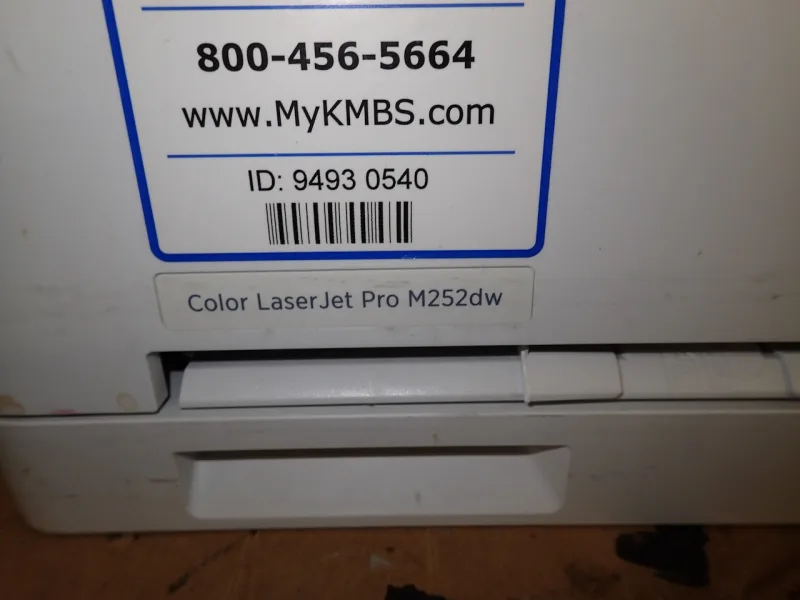 800-456-5664
www.MyKMBS.com
ID: 9493 0540
Color LaserJet Pro M252dw